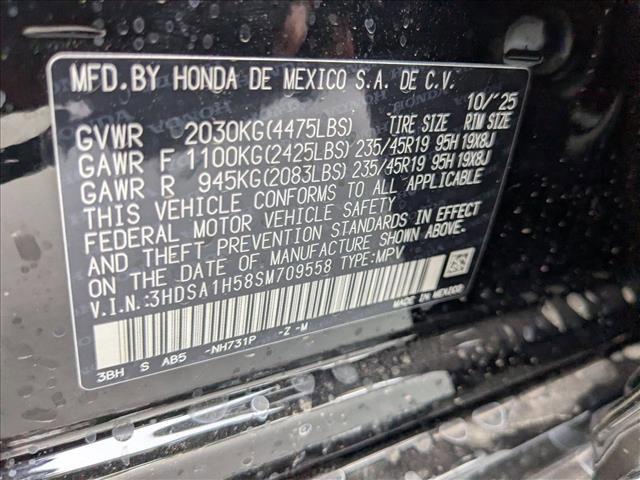 MFD.BY HONDA DE MEXICO S.A. DE C.V.
10/'25
GVWR 2030KG(4475LBS) TIRE SIZE RIM SIZE
GAWR F 1100KG(2425LBS) 235/45R19 95H 19X8J
GAWR R 945KG(2083LBS) 235/45R19 95H 19X8J
THIS VEHICLE CONFORMS TO ALL APPLICABLE
FEDERAL MOTOR VEHICLE SAFETY
AND THEFT PREVENTION STANDARDS IN EFFECT
ON THE DATE OF MANUFACTURE SHOWN ABOVE.
V.I.N.:3HDSA1H58SM709558 TYPE:MPV
MADE IN MEXICO
3BH S AB5 -NH731P -Z -M